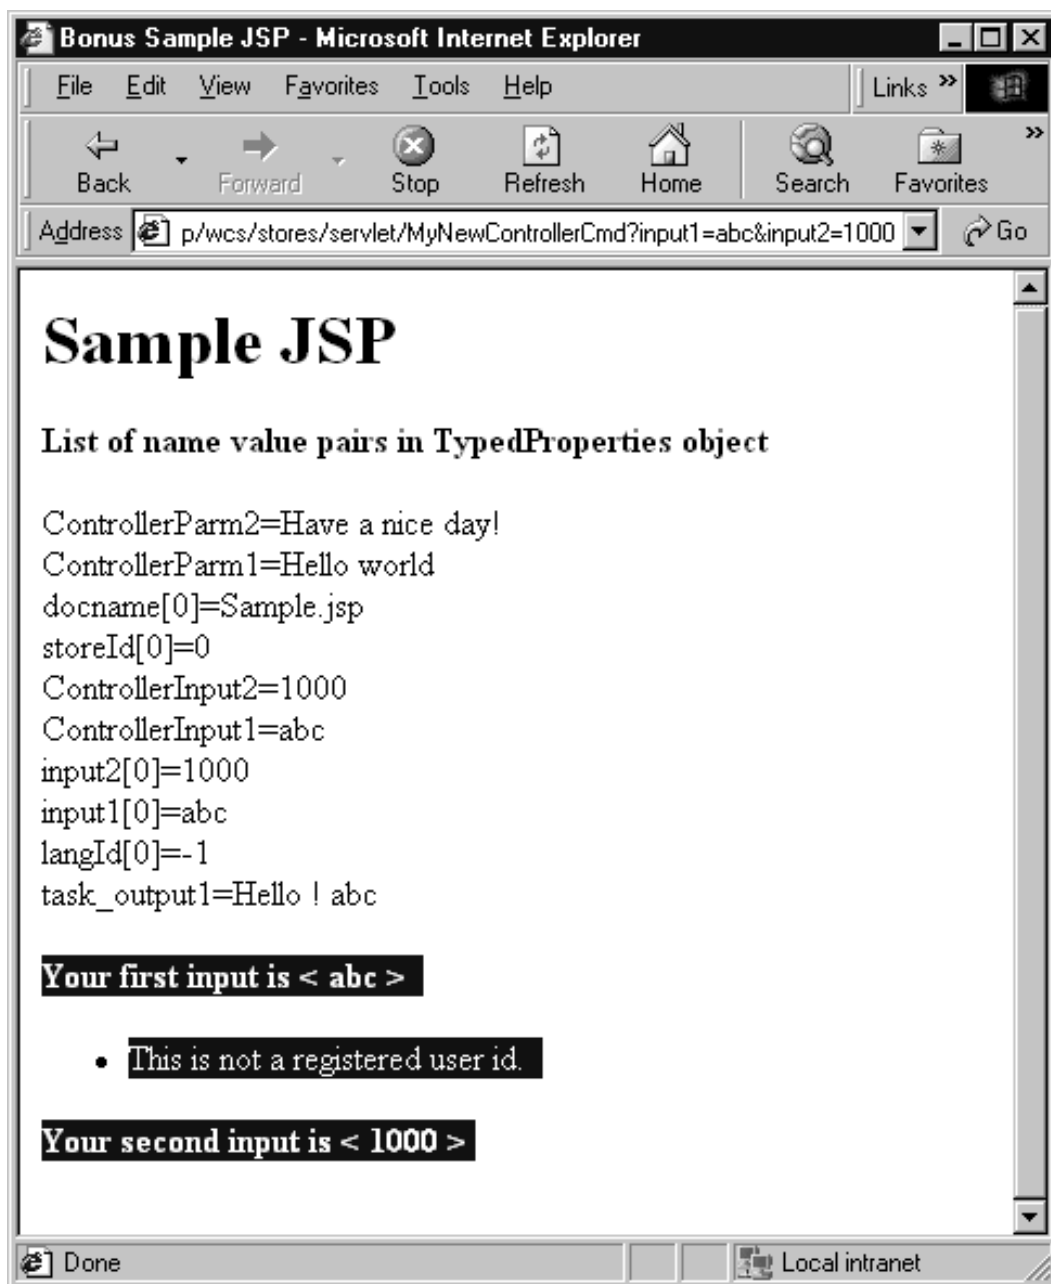 Bonus Sample JSP - Microsoft Internet Explorer
File Edit View Favorites Tools Help Links »
Back Forward Stop Refresh Home Search Favorites »
Address p/wcs/stores/servlet/MyNewControllerCmd?input1=abc&input2=1000 Go
Sample JSP
List of name value pairs in TypedProperties object
ControllerParm2=Have a nice day!
ControllerParm1=Hello world
docname[0]=Sample.jsp
storeId[0]=0
ControllerInput2=1000
ControllerInput1=abc
input2[0]=1000
input1[0]=abc
langId[0]=-1
task_output1=Hello ! abc
Your first input is < abc >
• This is not a registered user id.
Your second input is < 1000 >
Done Local intranet